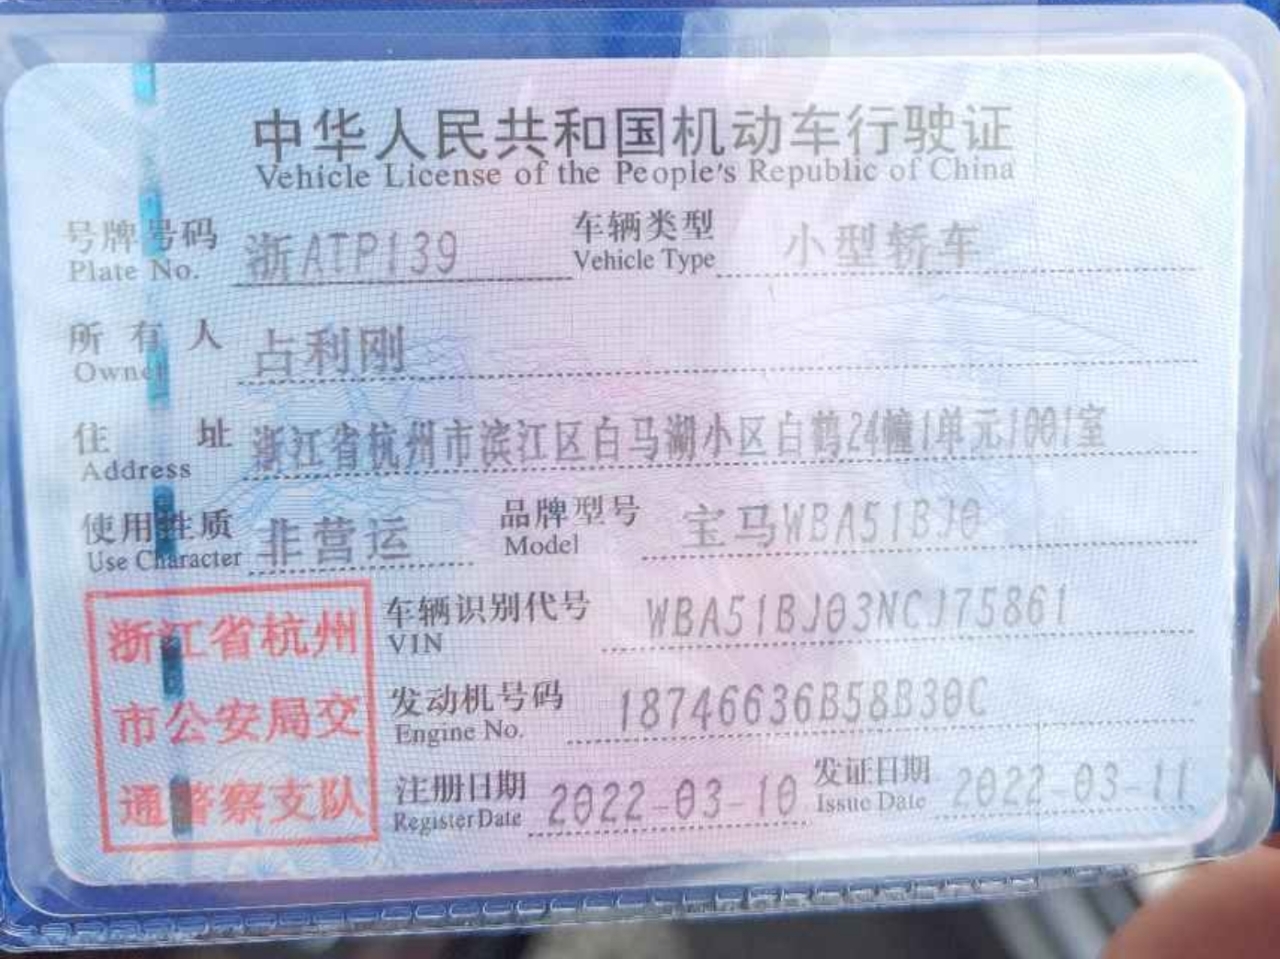 中华人民共和国机动车行驶证
Vehicle License of the People's Republic of China
号牌号码 浙ATP139 车辆类型 小型轿车
Plate No. Vehicle Type
所有人 占利刚
Owner
住址 浙江省杭州市滨江区白马湖小区白鹤24幢1单元1001室
Address
使用性质 非营运 品牌型号 宝马WBA51BJ0
Use Character Model
浙江省杭州
市公安局交
通警察支队
车辆识别代号 WBA51BJ03NCJ75861
VIN
发动机号码 18746636B58B30C
Engine No.
注册日期 2022-03-10 发证日期 2022-03-11
Register Date Issue Date